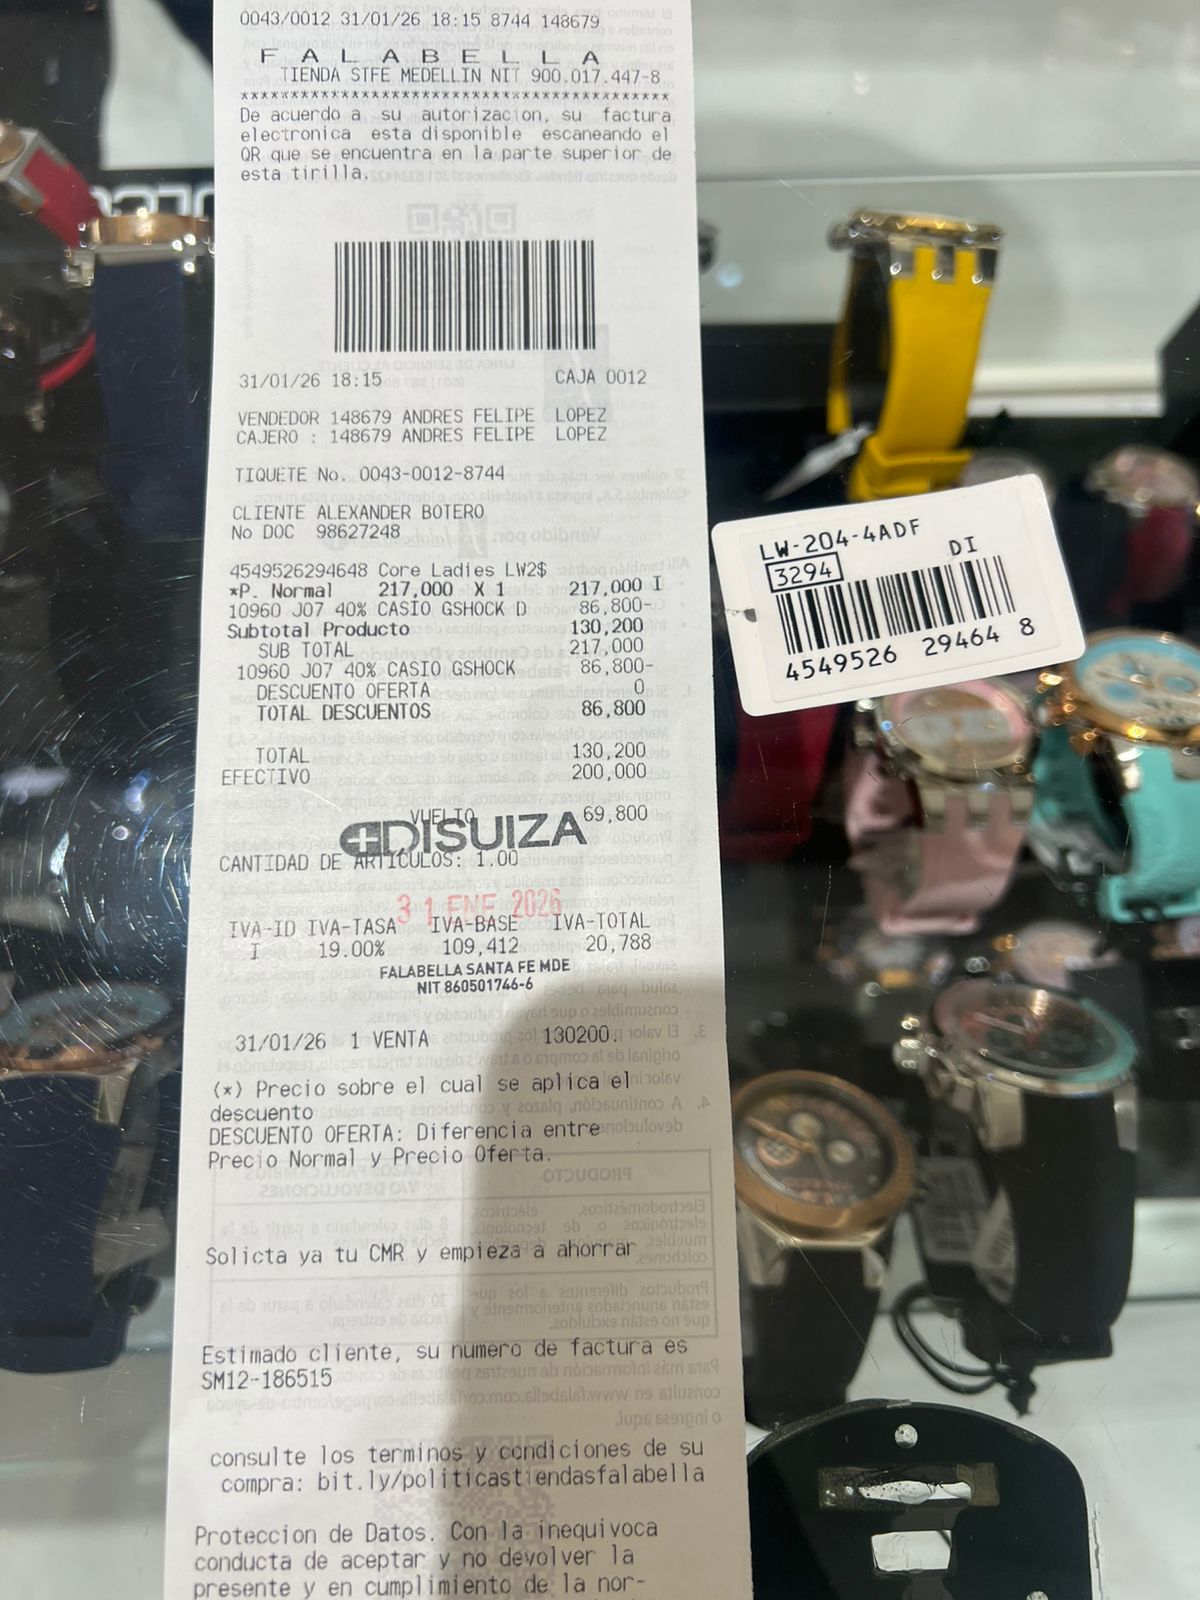 0043/0012 31/01/26 18:15 8744 148679
F A L A B E L L A
TIENDA STFE MEDELLIN NIT 900.017.447-8
*****************************************
De acuerdo a su autorizacion, su factura
electronica esta disponible escaneando el
QR que se encuentra en la parte superior de
esta tirilla.
31/01/26 18:15 CAJA 0012
VENDEDOR 148679 ANDRES FELIPE LOPEZ
CAJERO : 148679 ANDRES FELIPE LOPEZ
TIQUETE No. 0043-0012-8744
CLIENTE ALEXANDER BOTERO
No DOC 98627248
4549526294648 Core Ladies LW2$
*P. Normal 217,000 X 1 217,000 I
10960 J07 40% CASIO GSHOCK D 86,800-
Subtotal Producto 130,200
SUB TOTAL 217,000
10960 J07 40% CASIO GSHOCK 86,800-
DESCUENTO OFERTA 0
TOTAL DESCUENTOS 86,800
TOTAL 130,200
EFECTIVO 200,000
VUELTO 69,800
DISUIZA
CANTIDAD DE ARTICULOS: 1.00
31 ENE 2026
IVA-ID IVA-TASA IVA-BASE IVA-TOTAL
I 19.00% 109,412 20,788
FALABELLA SANTA FE MDE
NIT 860501746-6
31/01/26 1 VENTA 130200.
(*) Precio sobre el cual se aplica el
descuento
DESCUENTO OFERTA: Diferencia entre
Precio Normal y Precio Oferta.
Solicta ya tu CMR y empieza a ahorrar
Estimado cliente, su numero de factura es
SM12-186515
consulte los terminos y condiciones de su
compra: bit.ly/politicastiendasfalabella
Proteccion de Datos. Con la inequivoca
conducta de aceptar y no devolver la
presente y en cumplimiento de la nor-
LW-204-4ADF
DI
3294
4549526 29464 8